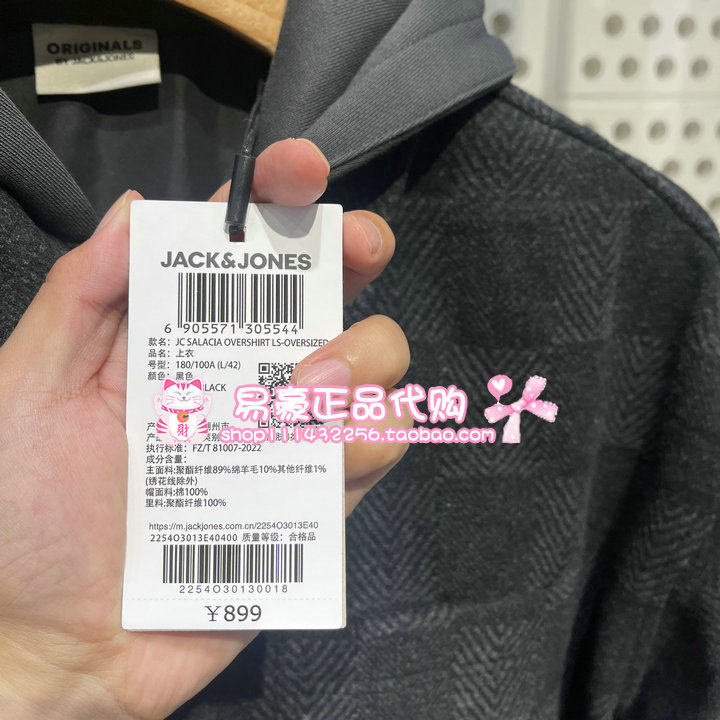 ORIGINALS
BY JACK&JONES
JACK&JONES
6 905571 305544
款名: JC SALACIA OVERSHIRT LS-OVERSIZED
品名: 上衣
号型: 180/100A (L/42)
颜色: 黑色
BLACK
易豪正品代购
shop111432256.taobao.com
财
执行标准: FZ/T 81007-2022
成分含量:
主面料:聚酯纤维89%绵羊毛10%其他纤维1%
(绣花线除外)
帽面料:棉100%
里料:聚酯纤维100%
https://m.jackjones.com.cn/2254O3013E40
2254O3013E40400 质量等级: 合格品
2254O30130018
￥899